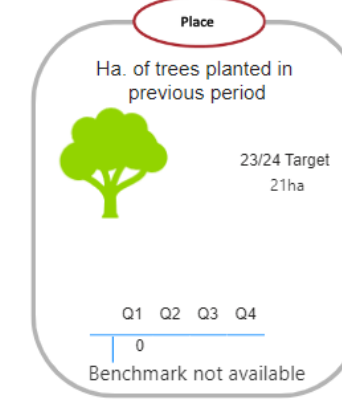 Place
Ha. of trees planted in
previous period
23/24 Target
21ha
Q1 Q2 Q3 Q4
0
Benchmark not available